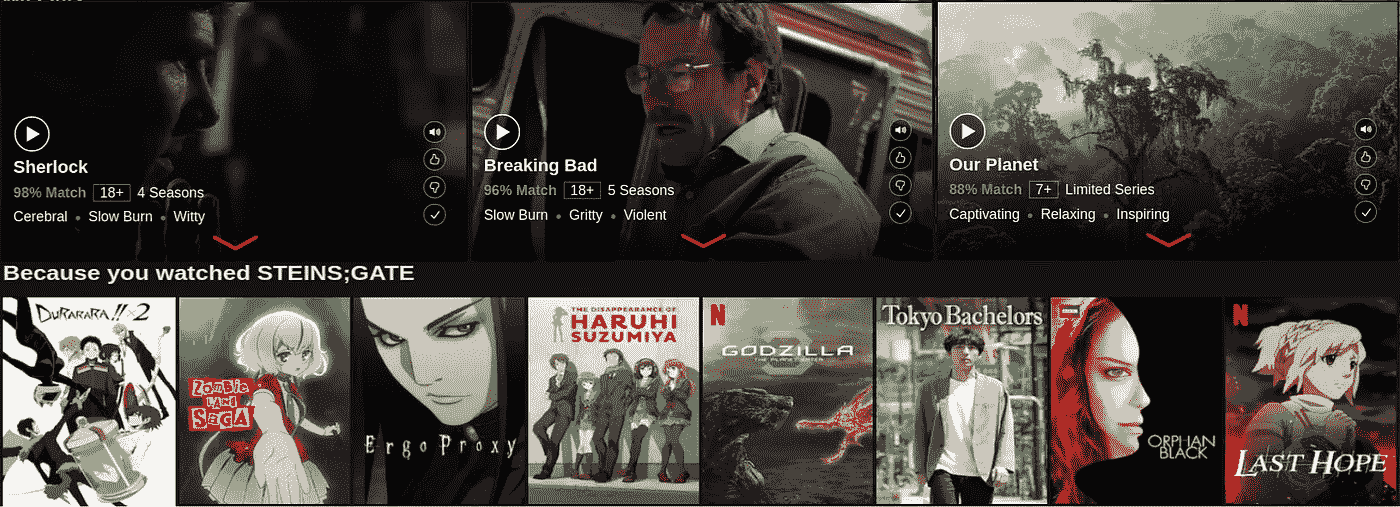 Sherlock
98% Match 18+ 4 Seasons
Cerebral • Slow Burn • Witty
Breaking Bad
96% Match 18+ 5 Seasons
Slow Burn • Gritty • Violent
Our Planet
88% Match 7+ Limited Series
Captivating • Relaxing • Inspiring
Because you watched STEINS;GATE
DURARARA!!×2
Zombie
LAND
SAGA
Ergo Proxy
THE DISAPPEARANCE OF
HARUHI
SUZUMIYA
N
GODZILLA
Tokyo Bachelors
ORPHAN
BLACK
N
LAST HOPE